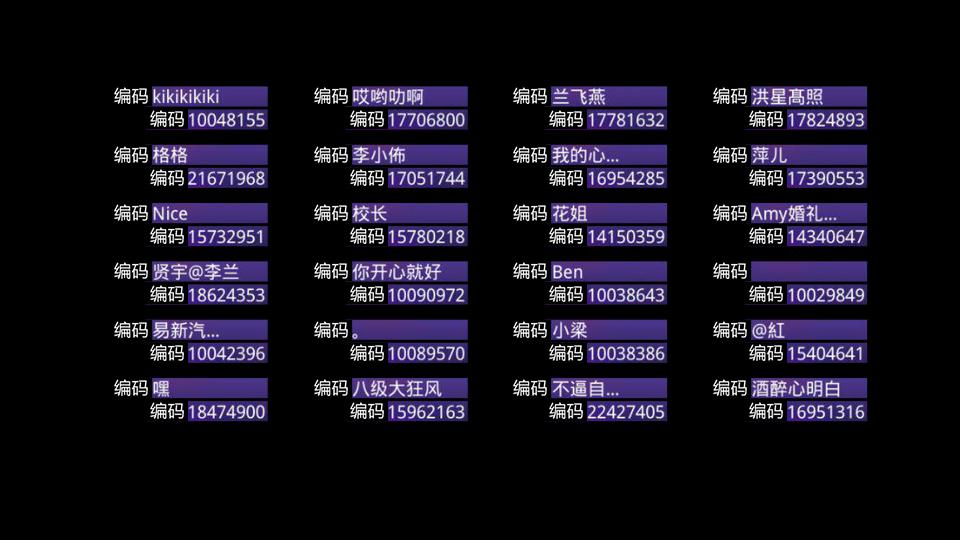 编码 kikikikiki
编码 10048155
编码 哎哟叻啊
编码 17706800
编码 兰飞燕
编码 17781632
编码 洪星髙照
编码 17824893
编码 格格
编码 21671968
编码 李小佈
编码 17051744
编码 我的心...
编码 16954285
编码 萍儿
编码 17390553
编码 Nice
编码 15732951
编码 校长
编码 15780218
编码 花姐
编码 14150359
编码 Amy婚礼...
编码 14340647
编码 贤宇@李兰
编码 18624353
编码 你开心就好
编码 10090972
编码 Ben
编码 10038643
编码
编码 10029849
编码 易新汽...
编码 10042396
编码 。
编码 10089570
编码 小梁
编码 10038386
编码 @紅
编码 15404641
编码 嘿
编码 18474900
编码 八级大狂风
编码 15962163
编码 不逼自...
编码 22427405
编码 酒醉心明白
编码 16951316